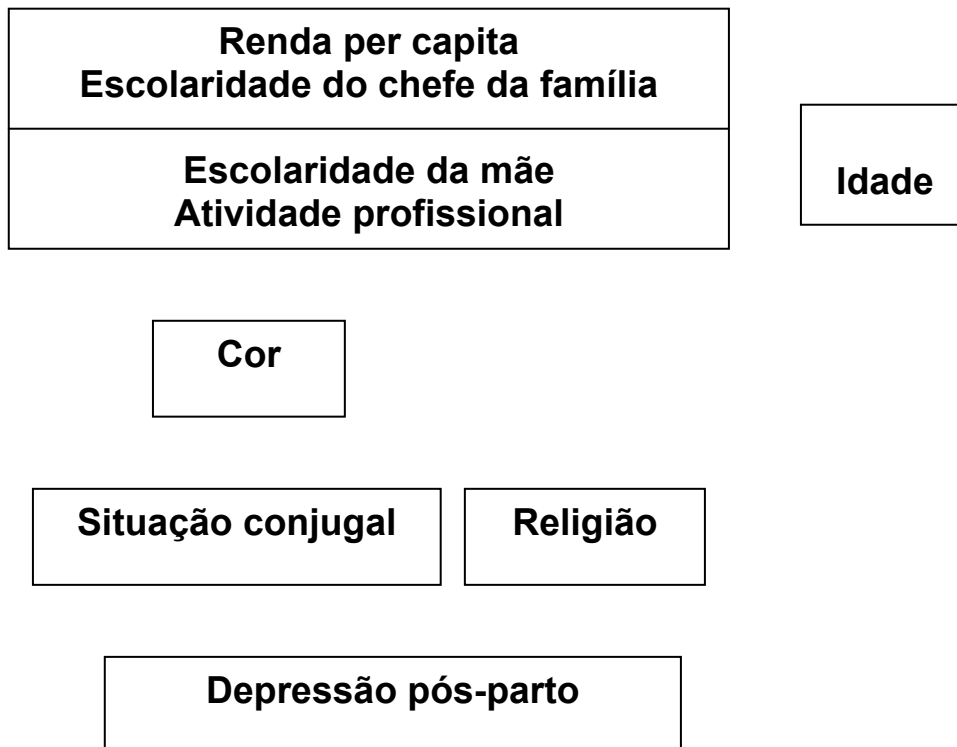 Renda per capita
Escolaridade do chefe da família
Escolaridade da mãe
Atividade profissional
Idade
Cor
Situação conjugal
Religião
Depressão pós-parto